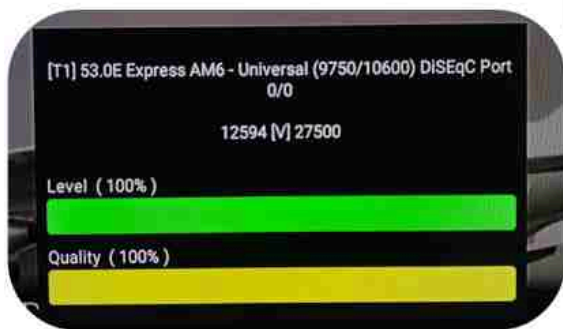 [T1] 53.0E Express AM6 - Universal (9750/10600) DiSEqC Port
0/0
12594 [V] 27500
Level ( 100% )
Quality ( 100% )